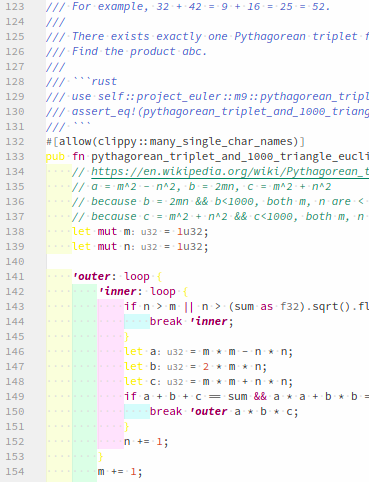 123 /// For example, 32 + 42 = 9 + 16 = 25 = 52.
124 ///
125 /// There exists exactly one Pythagorean triplet f
126 /// Find the product abc.
127 ///
128 /// ```rust
129 /// use self::project_euler::m9::pythagorean_tripl
130 /// assert_eq!(pythagorean_triplet_and_1000_triang
131 /// ```
132 #[allow(clippy::many_single_char_names)]
133 pub fn pythagorean_triplet_and_1000_triangle_eucli
134 // https://en.wikipedia.org/wiki/Pythagorean_t
135 // a = m^2 - n^2, b = 2mn, c = m^2 + n^2
136 // because b = 2mn && b<1000, both m, n are <
137 // because c = m^2 + n^2 && c<1000, both m, n
138 let mut m: u32 = 1u32;
139 let mut n: u32 = 1u32;
140
141 'outer: loop {
142 'inner: loop {
143 if n > m || n > (sum as f32).sqrt().fl
144 break 'inner;
145 }
146 let a: u32 = m * m - n * n;
147 let b: u32 = 2 * m * n;
148 let c: u32 = m * m + n * n;
149 if a + b + c == sum && a * a + b * b =
150 break 'outer a * b * c;
151 }
152 n += 1;
153 }
154 m += 1;